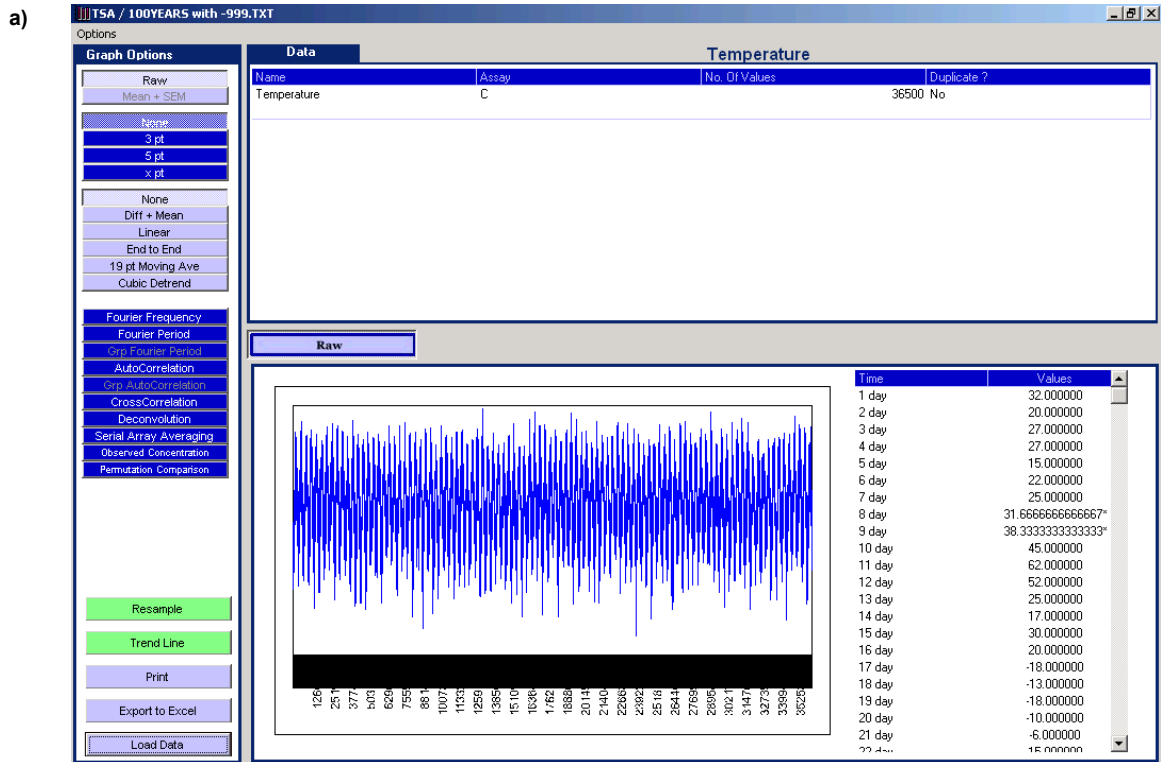 a)
TSA / 100YEARS with -999.TXT
Options
Graph Options
Raw
Mean + SEM
None
3 pt
5 pt
x pt
None
Diff + Mean
Linear
End to End
19 pt Moving Ave
Cubic Detrend
Fourier Frequency
Fourier Period
Grp Fourier Period
AutoCorrelation
Grp AutoCorrelation
CrossCorrelation
Deconvolution
Serial Array Averaging
Observed Concentration
Permutation Comparison
Resample
Trend Line
Print
Export to Excel
Load Data
Data
Temperature
Name Assay No. Of Values Duplicate ?
Temperature C 36500 No
Raw
Time Values
1 day 32.000000
2 day 20.000000
3 day 27.000000
4 day 27.000000
5 day 15.000000
6 day 22.000000
7 day 25.000000
8 day 31.6666666666667*
9 day 38.3333333333333*
10 day 45.000000
11 day 62.000000
12 day 52.000000
13 day 25.000000
14 day 17.000000
15 day 30.000000
16 day 20.000000
17 day -18.000000
18 day -13.000000
19 day -18.000000
20 day -10.000000
21 day -6.000000
22 day 15.000000